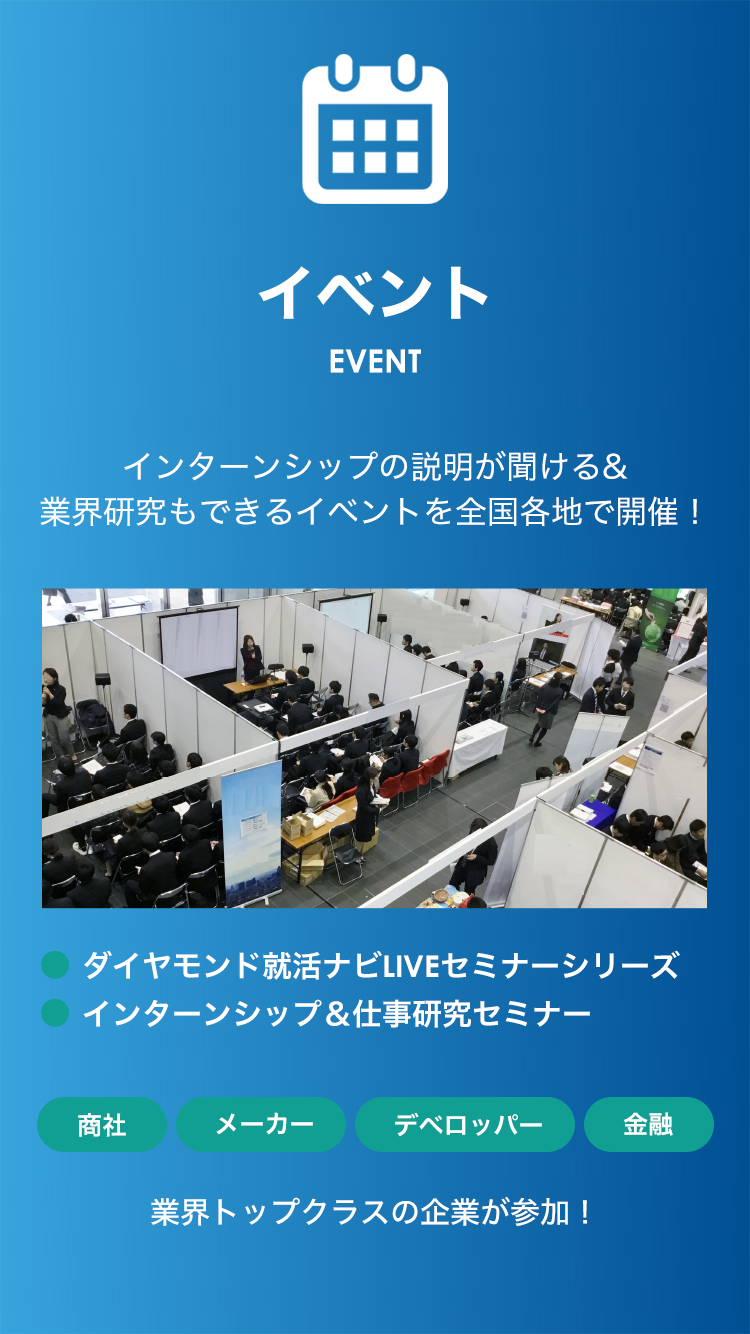 イベント
EVENT
インターンシップの説明が聞ける&
業界研究もできるイベントを全国各地で開催！
ダイヤモンド就活ナビLIVEセミナーシリーズ
インターンシップ＆仕事研究セミナー
商社
メーカー
デベロッパー
金融
業界トップクラスの企業が参加！